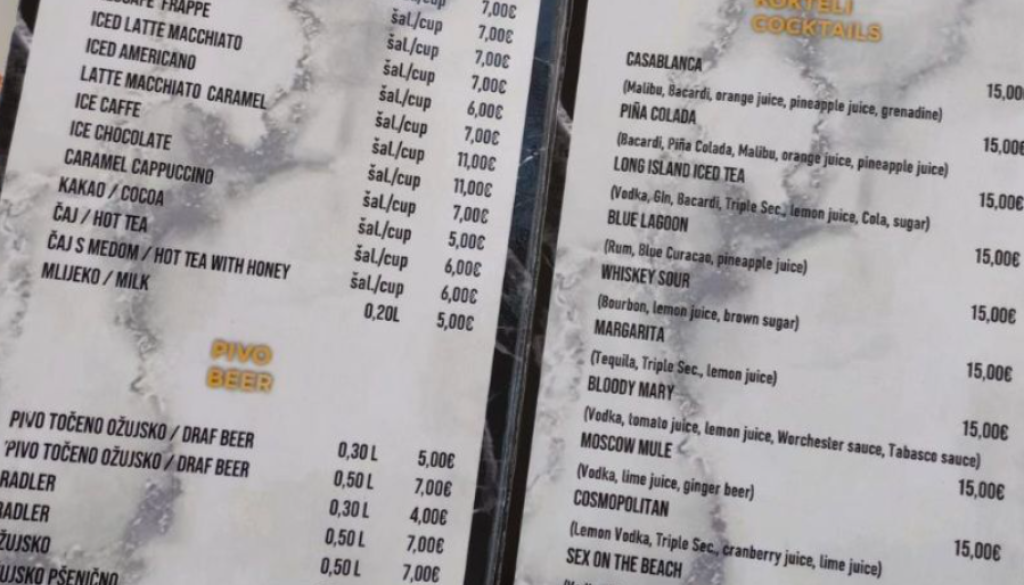 FRAPPE šal./cup 7,00€
ICED LATTE MACCHIATO šal./cup 7,00€
ICED AMERICANO šal./cup 6,00€
LATTE MACCHIATO CARAMEL šal./cup 7,00€
ICE CAFFE šal./cup 11,00€
ICE CHOCOLATE šal./cup 11,00€
CARAMEL CAPPUCCINO šal./cup 7,00€
KAKAO / COCOA šal./cup 5,00€
ČAJ / HOT TEA šal./cup 6,00€
ČAJ S MEDOM / HOT TEA WITH HONEY šal./cup 6,00€
MLIJEKO / MILK 0,20L 5,00€
PIVO
BEER
PIVO TOČENO OŽUJSKO / DRAF BEER 0,30 L 5,00€
PIVO TOČENO OŽUJSKO / DRAF BEER 0,50 L 7,00€
RADLER 0,30 L 4,00€
RADLER 0,50 L 7,00€
ŽUJSKO 0,50L 7,00€
UJSKO PŠENIČNO
KOKTELI
COCKTAILS
CASABLANCA 15,00
(Malibu, Bacardi, orange juice, pineapple juice, grenadine)
PIÑA COLADA 15,00€
(Bacardi, Piña Colada, Malibu, orange juice, pineapple juice)
LONG ISLAND ICED TEA 15,00€
(Vodka, Gin, Bacardi, Triple Sec., lemon juice, Cola, sugar)
BLUE LAGOON 15,00€
(Rum, Blue Curacao, pineapple juice)
WHISKEY SOUR 15,00€
(Bourbon, lemon juice, brown sugar)
MARGARITA 15,00€
(Tequila, Triple Sec., lemon juice)
BLOODY MARY 15,00€
(Vodka, tomato juice, lemon juice, Worchester sauce, Tabasco sauce)
MOSCOW MULE 15,00€
(Vodka, lime juice, ginger beer)
COSMOPOLITAN 15,00€
(Lemon Vodka, Triple Sec., cranberry juice, lime juice)
SEX ON THE BEACH